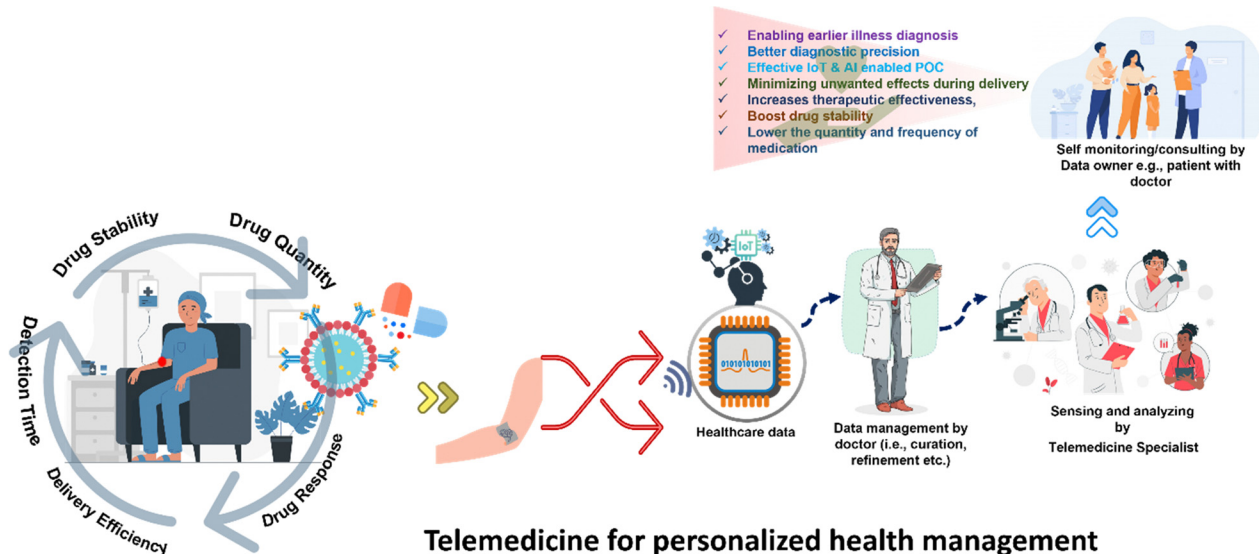 Enabling earlier illness diagnosis
Better diagnostic precision
Effective IoT & AI enabled POC
Minimizing unwanted effects during delivery
Increases therapeutic effectiveness,
Boost drug stability
Lower the quantity and frequency of
medication
Self monitoring/consulting by
Data owner e.g., patient with
doctor
Drug Stability
Drug Quantity
Detection Time
Delivery Efficiency
Drug Response
IoT
01010101010
Healthcare data
Data management by
doctor (i.e., curation,
refinement etc.)
Sensing and analyzing
by
Telemedicine Specialist
Telemedicine for personalized health management